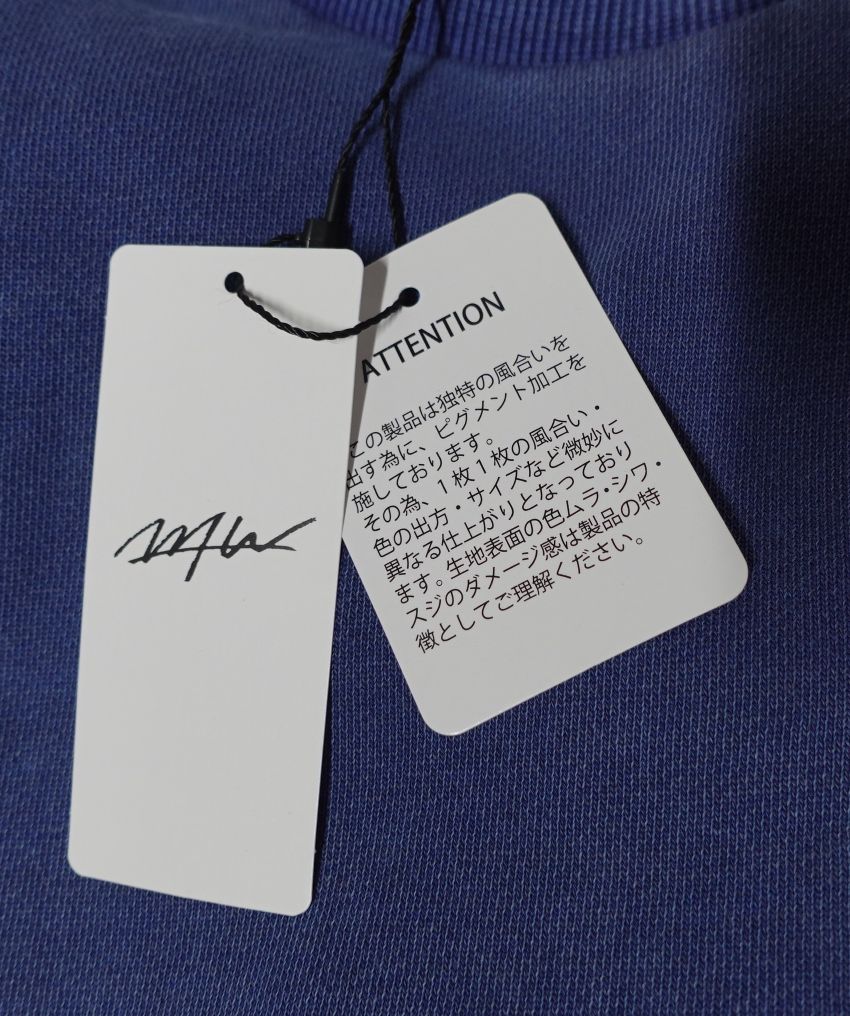 ATTENTION
この製品は独特の風合いを
出す為に、ピグメント加工を
施しております。
その為、1枚1枚の風合い・
色の出方・サイズなど微妙に
異なる仕上がりとなっており
ます。生地表面の色ムラ・シワ・
スジのダメージ感は製品の特
徴としてご理解ください。